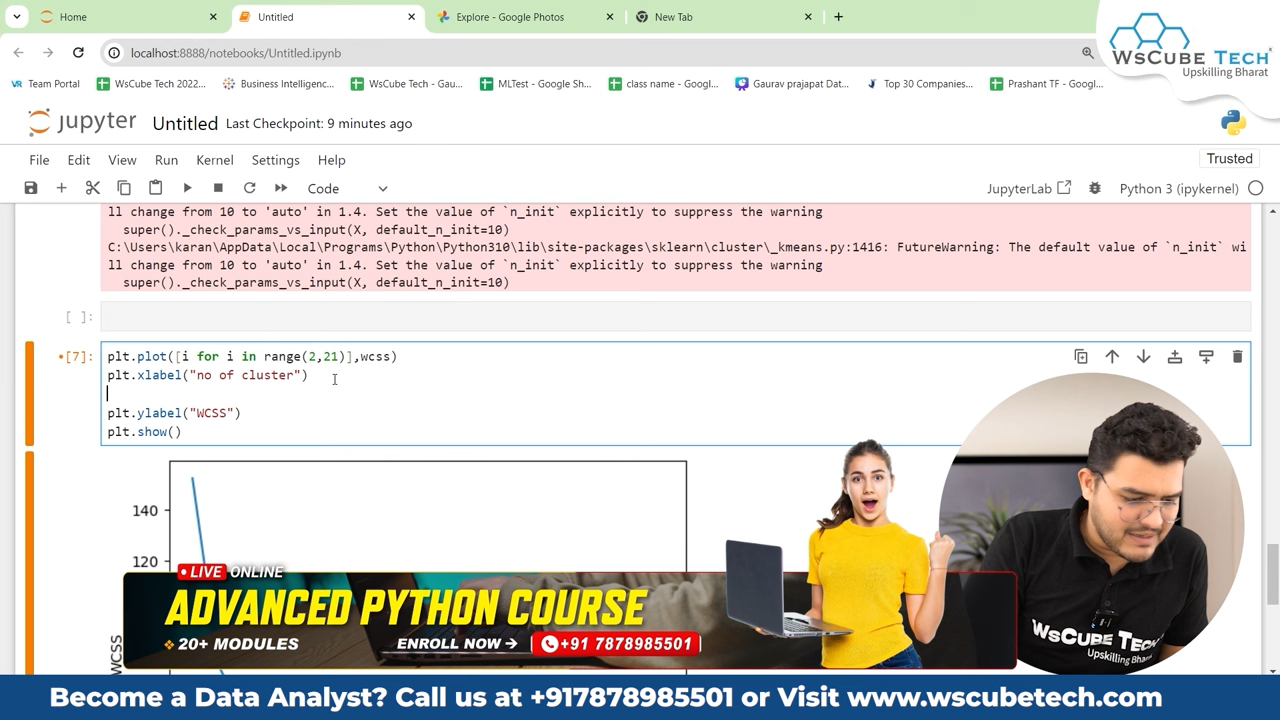 Home
Untitled
Explore - Google Photos
New Tab
localhost:8888/notebooks/Untitled.ipynb
WsCube Tech
Upskilling Bharat
VR Team Portal
WsCube Tech 2022...
Business Intelligenc...
WsCube Tech - Gau...
MLTest - Google Sh...
class name - Googl...
Gaurav prajapat Dat...
Top 30 Companies...
Prashant TF - Googl...
jupyter Untitled Last Checkpoint: 9 minutes ago
File Edit View Run Kernel Settings Help
Trusted
Code
JupyterLab
Python 3 (ipykernel)
ll change from 10 to 'auto' in 1.4. Set the value of `n_init` explicitly to suppress the warning
super()._check_params_vs_input(X, default_n_init=10)
C:\Users\karan\AppData\Local\Programs\Python\Python310\lib\site-packages\sklearn\cluster\_kmeans.py:1416: FutureWarning: The default value of `n_init` wi
ll change from 10 to 'auto' in 1.4. Set the value of `n_init` explicitly to suppress the warning
super()._check_params_vs_input(X, default_n_init=10)
[ ]:
[7]:
plt.plot([i for i in range(2,21)],wcss)
plt.xlabel("no of cluster")
plt.ylabel("WCSS")
plt.show()
140
120
WCSS
LIVE ONLINE
ADVANCED PYTHON COURSE
20+ MODULES
ENROLL NOW → +91 7878985501
WsCube Tech
Upskilling Bharat
Become a Data Analyst? Call us at +917878985501 or Visit www.wscubetech.com